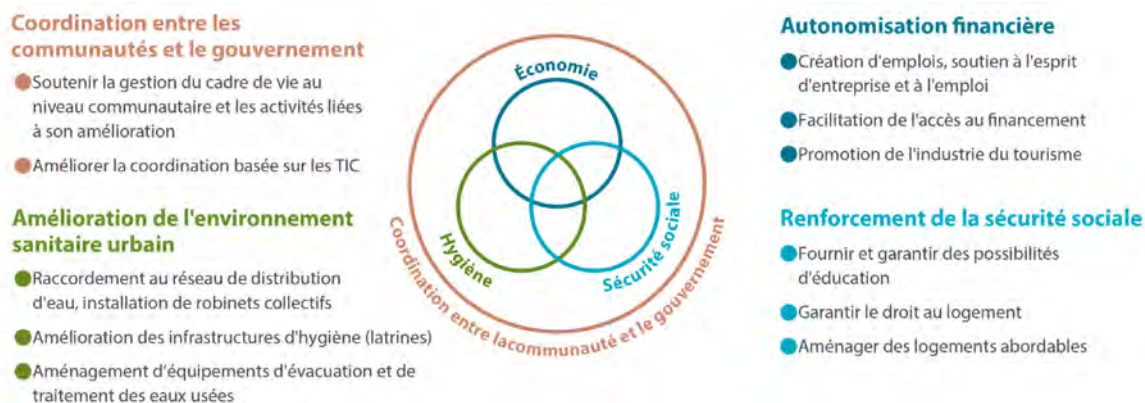 Coordination entre les
communautés et le gouvernement
Soutenir la gestion du cadre de vie au
niveau communautaire et les activités liées
à son amélioration
Améliorer la coordination basée sur les TIC
Amélioration de l'environnement
sanitaire urbain
Raccordement au réseau de distribution
d'eau, installation de robinets collectifs
Amélioration des infrastructures d'hygiène (latrines)
Aménagement d'équipements d'évacuation et de
traitement des eaux usées
Économie
Hygiène
Sécurité sociale
Coordination entre lacommunauté et le gouvernement
Autonomisation financière
Création d'emplois, soutien à l'esprit
d'entreprise et à l'emploi
Facilitation de l'accès au financement
Promotion de l'industrie du tourisme
Renforcement de la sécurité sociale
Fournir et garantir des possibilités
d'éducation
Garantir le droit au logement
Aménager des logements abordables